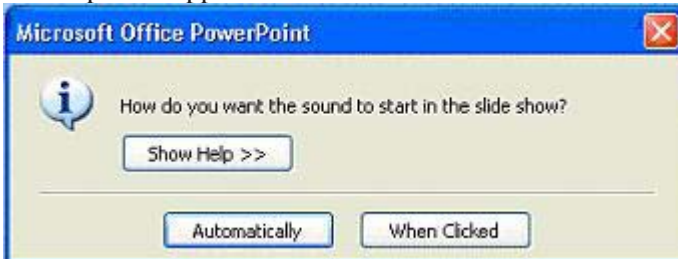 Microsoft Office PowerPoint
How do you want the sound to start in the slide show?
Show Help >>
Automatically When Clicked